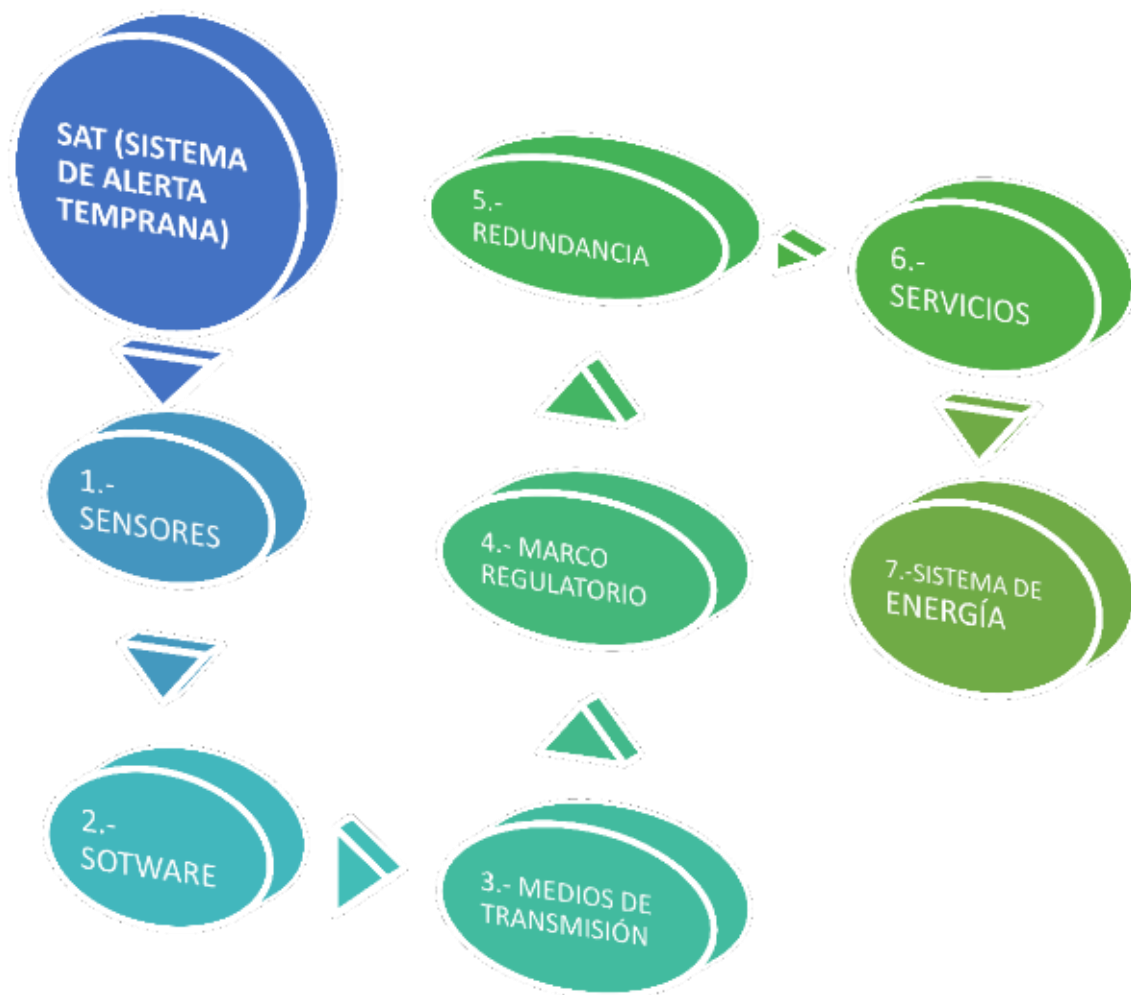 SAT (SISTEMA
DE ALERTA
TEMPRANA)
1.-
SENSORES
2.-
SOTWARE
3.- MEDIOS DE
TRANSMISIÓN
4.- MARCO
REGULATORIO
5.-
REDUNDANCIA
6.-
SERVICIOS
7.-SISTEMA DE
ENERGÍA